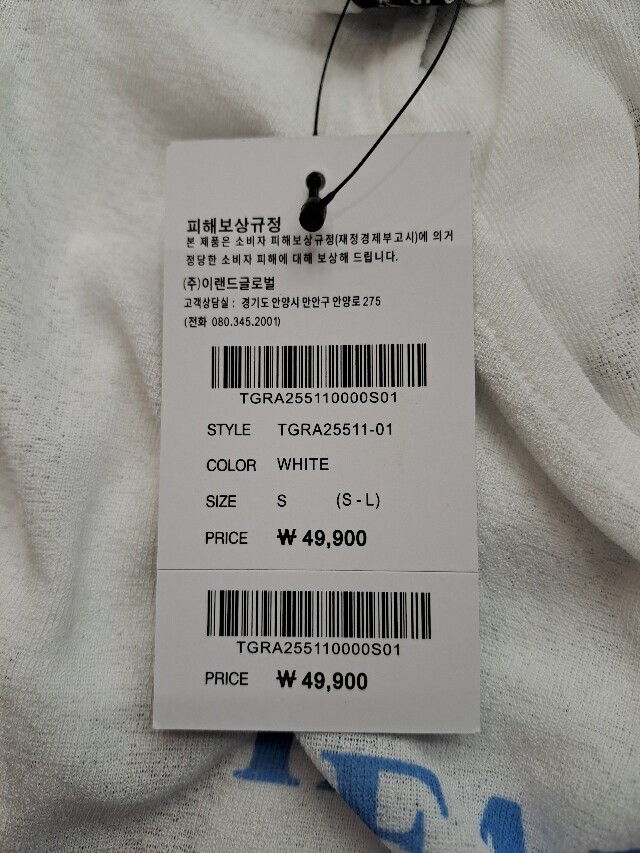 피해보상규정
본 제품은 소비자 피해보상규정(재정경제부고시)에 의거
정당한 소비자 피해에 대해 보상해 드립니다.
(주)이랜드글로벌
고객상담실 : 경기도 안양시 만안구 안양로 275
(전화 080.345.2001)
TGRA255110000S01
STYLE TGRA25511-01
COLOR WHITE
SIZE S (S - L)
PRICE ₩ 49,900
TGRA255110000S01
PRICE ₩ 49,900